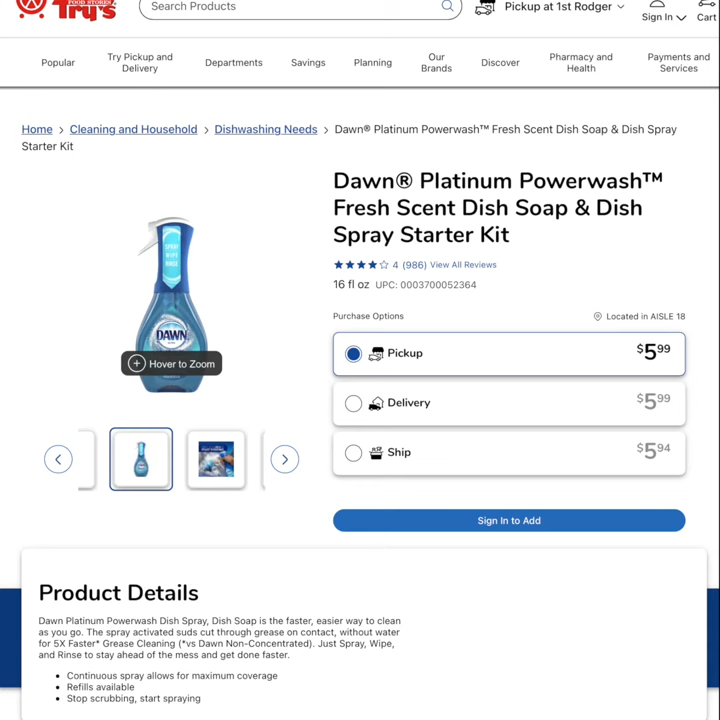 FOOD STORES
Try's
Search Products
Pickup at 1st Rodger
Sign In
Cart
Popular
Try Pickup and
Delivery
Departments
Savings
Planning
Our
Brands
Discover
Pharmacy and
Health
Payments and
Services
Home > Cleaning and Household > Dishwashing Needs > Dawn® Platinum Powerwash™ Fresh Scent Dish Soap & Dish Spray
Starter Kit
Dawn® Platinum Powerwash™
Fresh Scent Dish Soap & Dish
Spray Starter Kit
4 (986) View All Reviews
16 fl oz UPC: 0003700052364
Purchase Options
Located in AISLE 18
Pickup $5.99
Delivery $5.99
Ship $5.94
Sign In to Add
SPRAY
WIPE
RINSE
DAWN
Hover to Zoom
Product Details
Dawn Platinum Powerwash Dish Spray, Dish Soap is the faster, easier way to clean
as you go. The spray activated suds cut through grease on contact, without water
for 5X Faster* Grease Cleaning (*vs Dawn Non-Concentrated). Just Spray, Wipe,
and Rinse to stay ahead of the mess and get done faster.
• Continuous spray allows for maximum coverage
• Refills available
• Stop scrubbing, start spraying